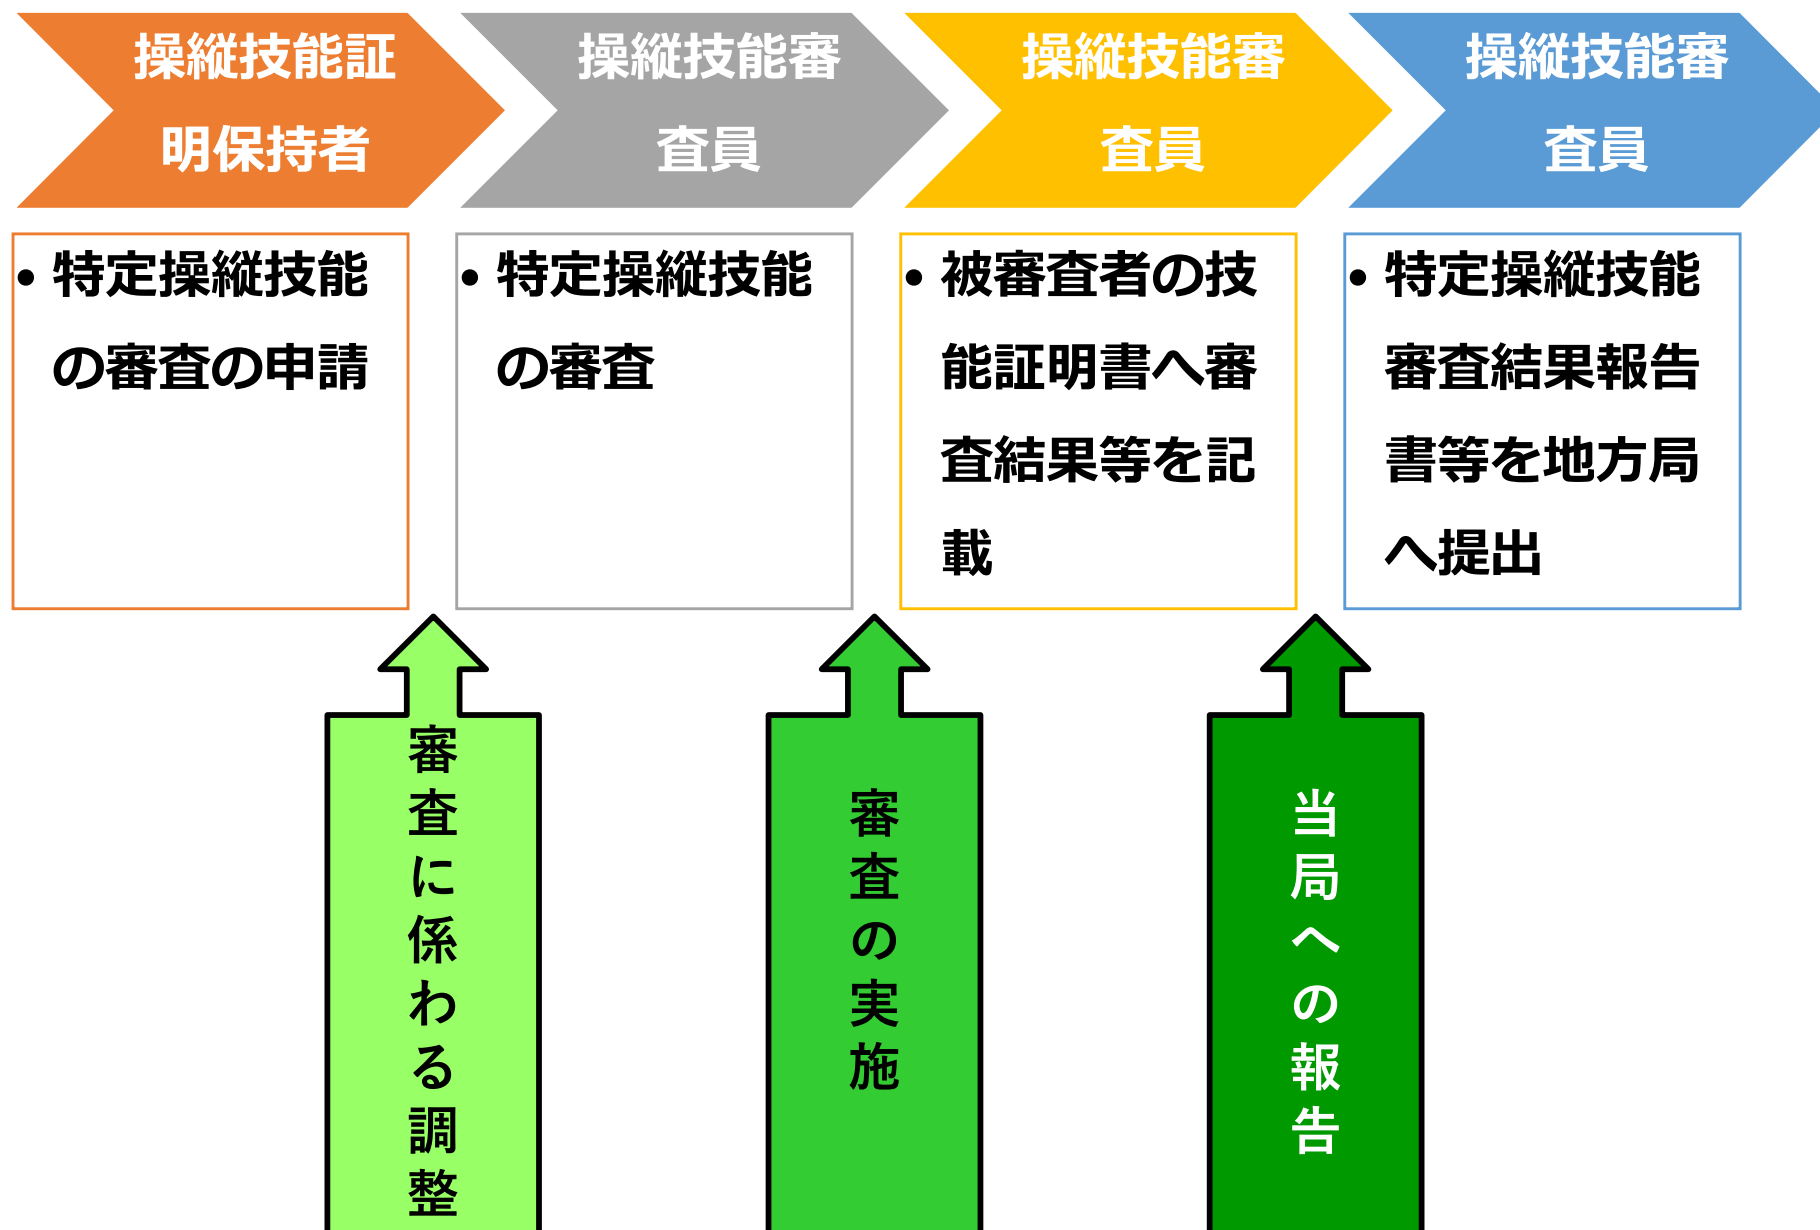 操縦技能証
明保持者
操縦技能審
査員
操縦技能審
査員
操縦技能審
査員
• 特定操縦技能
の審査の申請
• 特定操縦技能
の審査
• 被審査者の技
能証明書へ審
査結果等を記
載
• 特定操縦技能
審査結果報告
書等を地方局
へ提出
審査に係わる調整
審査の実施
当局への報告